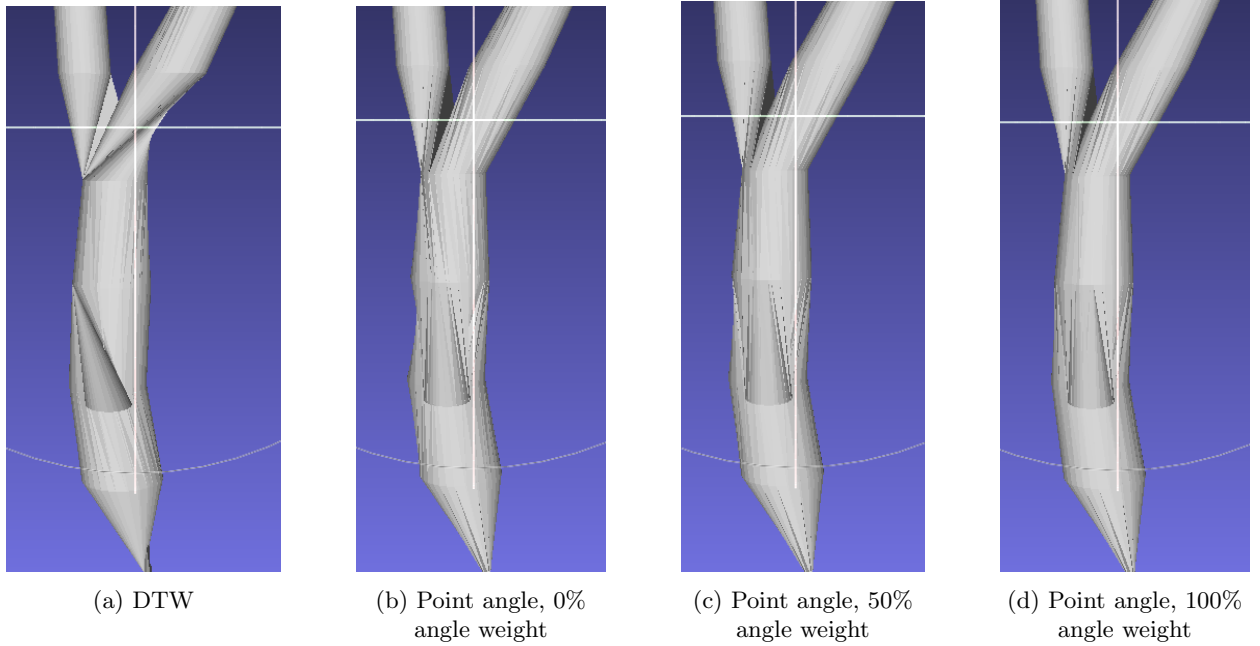 (a) DTW
(b) Point angle, 0%
angle weight
(c) Point angle, 50%
angle weight
(d) Point angle, 100%
angle weight